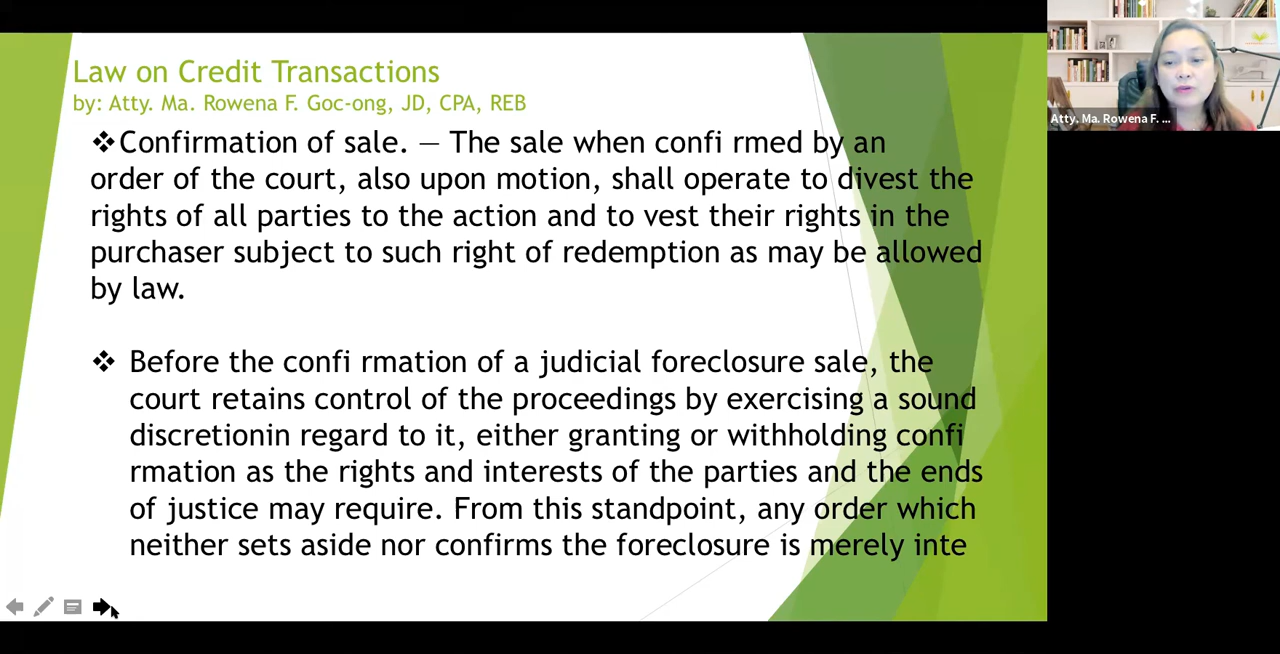 Law on Credit Transactions
by: Atty. Ma. Rowena F. Goc-ong, JD, CPA, REB
❖Confirmation of sale. — The sale when confi rmed by an
order of the court, also upon motion, shall operate to divest the
rights of all parties to the action and to vest their rights in the
purchaser subject to such right of redemption as may be allowed
by law.
❖ Before the confi rmation of a judicial foreclosure sale, the
court retains control of the proceedings by exercising a sound
discretionin regard to it, either granting or withholding confi
rmation as the rights and interests of the parties and the ends
of justice may require. From this standpoint, any order which
neither sets aside nor confirms the foreclosure is merely inte
Atty. Ma. Rowena F. ...